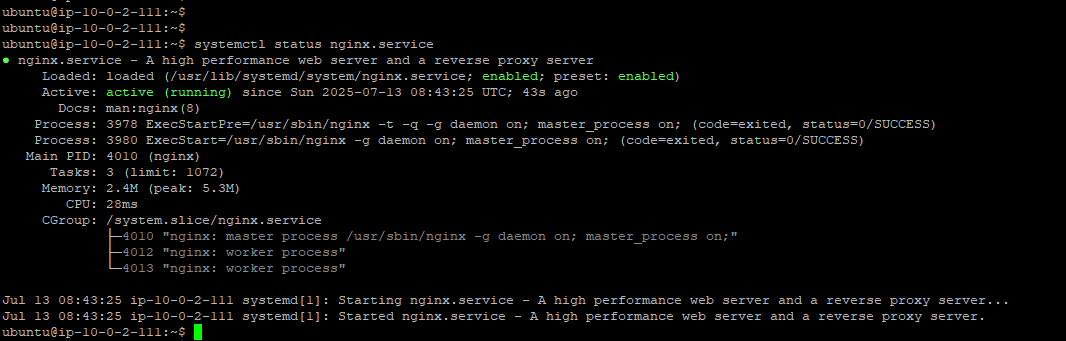 ubuntu@ip-10-0-2-111:~$
ubuntu@ip-10-0-2-111:~$
ubuntu@ip-10-0-2-111:~$ systemctl status nginx.service
● nginx.service - A high performance web server and a reverse proxy server
     Loaded: loaded (/usr/lib/systemd/system/nginx.service; enabled; preset: enabled)
     Active: active (running) since Sun 2025-07-13 08:43:25 UTC; 43s ago
       Docs: man:nginx(8)
    Process: 3978 ExecStartPre=/usr/sbin/nginx -t -q -g daemon on; master_process on; (code=exited, status=0/SUCCESS)
    Process: 3980 ExecStart=/usr/sbin/nginx -g daemon on; master_process on; (code=exited, status=0/SUCCESS)
   Main PID: 4010 (nginx)
      Tasks: 3 (limit: 1072)
     Memory: 2.4M (peak: 5.3M)
        CPU: 28ms
     CGroup: /system.slice/nginx.service
             ├─4010 "nginx: master process /usr/sbin/nginx -g daemon on; master_process on;"
             ├─4012 "nginx: worker process"
             └─4013 "nginx: worker process"
Jul 13 08:43:25 ip-10-0-2-111 systemd[1]: Starting nginx.service - A high performance web server and a reverse proxy server...
Jul 13 08:43:25 ip-10-0-2-111 systemd[1]: Started nginx.service - A high performance web server and a reverse proxy server.
ubuntu@ip-10-0-2-111:~$